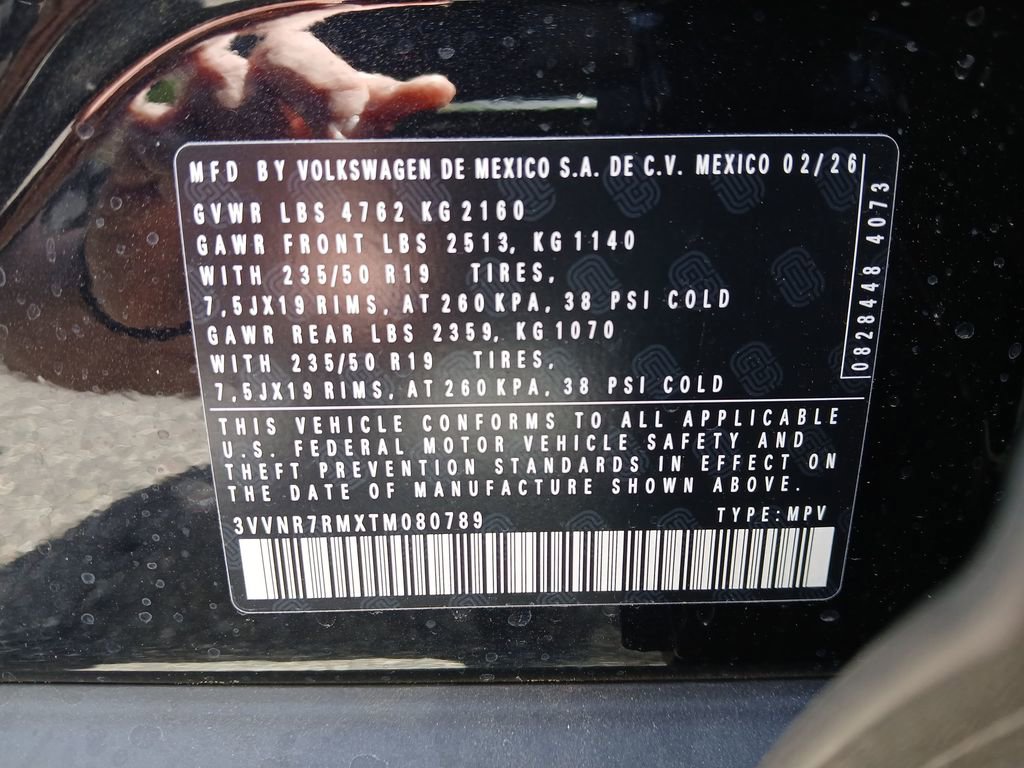 MFD BY VOLKSWAGEN DE MEXICO S.A. DE C.V. MEXICO 02/26
GVWR LBS 4762 KG 2160
GAWR FRONT LBS 2513, KG 1140
WITH 235/50 R19 TIRES,
7,5JX19 RIMS, AT 260 KPA, 38 PSI COLD
GAWR REAR LBS 2359, KG 1070
WITH 235/50 R19 TIRES,
7,5JX19 RIMS, AT 260 KPA, 38 PSI COLD
0828448 4073
THIS VEHICLE CONFORMS TO ALL APPLICABLE
U.S. FEDERAL MOTOR VEHICLE SAFETY AND
THEFT PREVENTION STANDARDS IN EFFECT ON
THE DATE OF MANUFACTURE SHOWN ABOVE.
3VVNR7RMXTM080789 TYPE:MPV